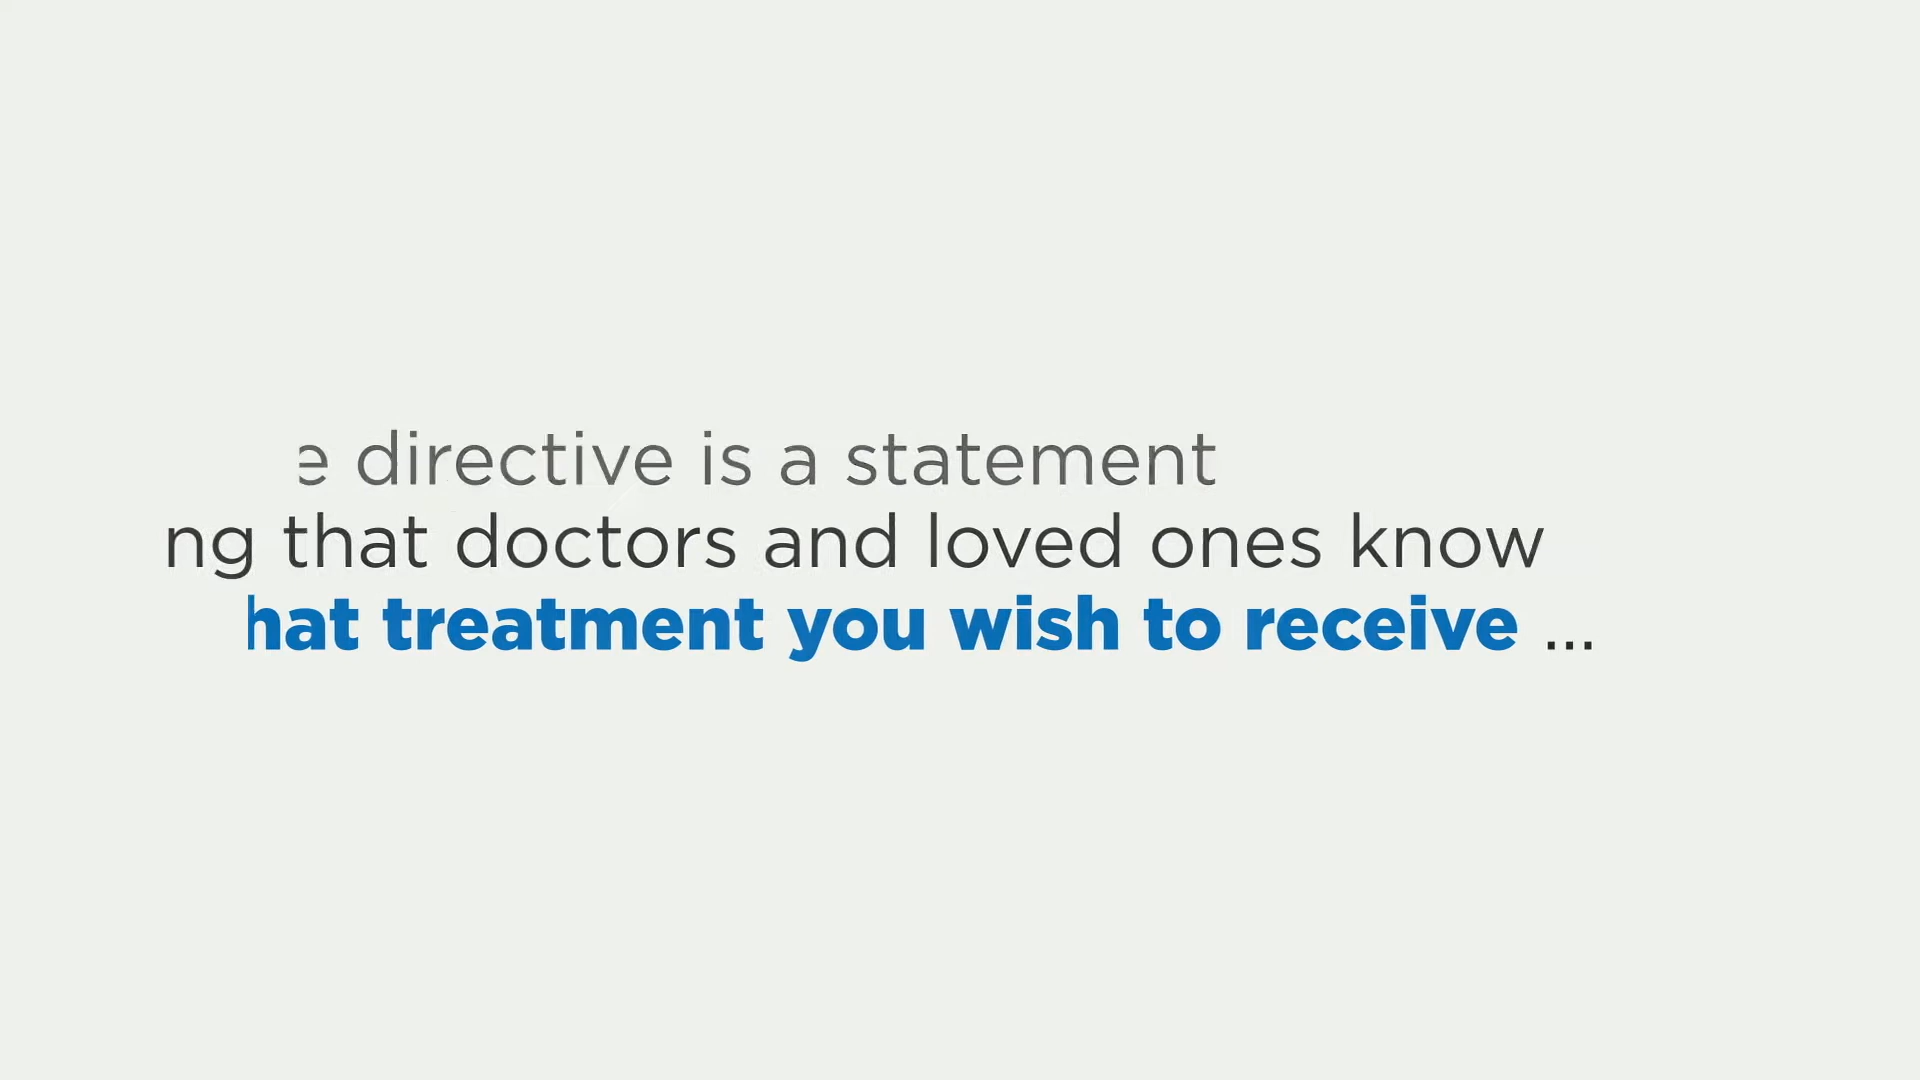 e directive is a statement
ng that doctors and loved ones know
hat treatment you wish to receive ...